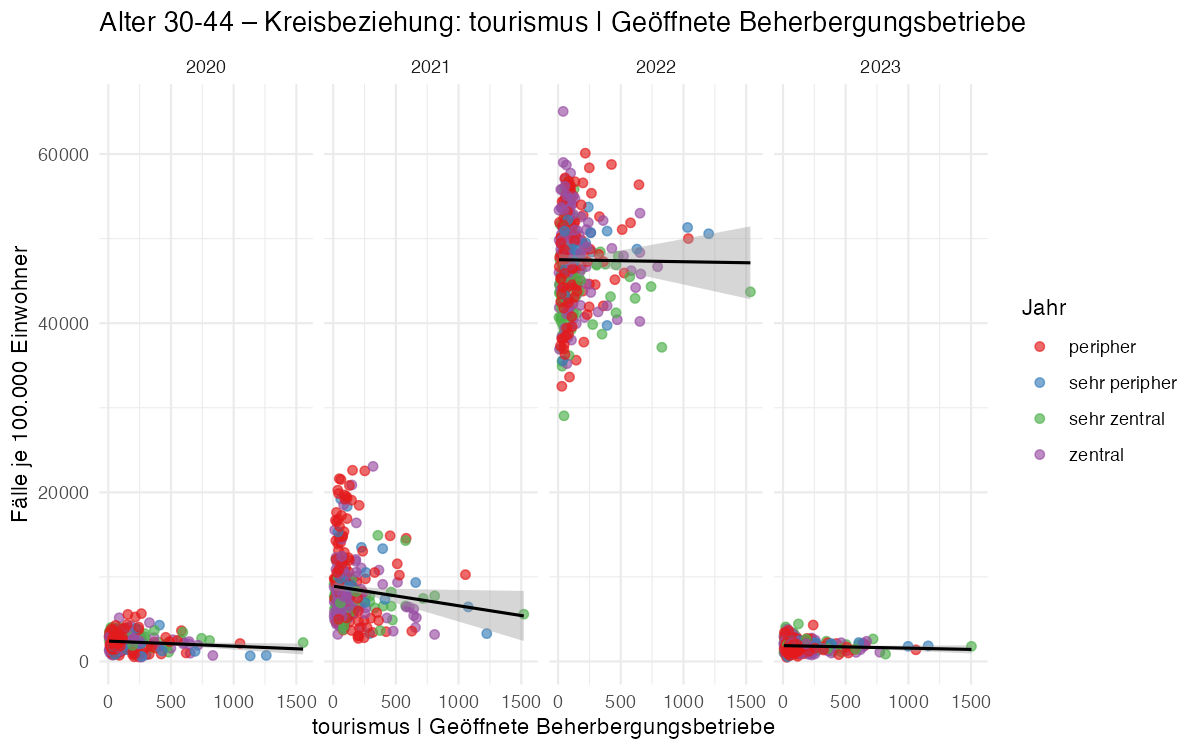 Alter 30-44 – Kreisbeziehung: tourismus | Geöffnete Beherbergungsbetriebe
2020 2021 2022 2023
60000
40000
20000
0
Fälle je 100.000 Einwohner
0 500 1000 1500 0 500 1000 1500 0 500 1000 1500 0 500 1000 1500
tourismus | Geöffnete Beherbergungsbetriebe
Jahr
peripher
sehr peripher
sehr zentral
zentral